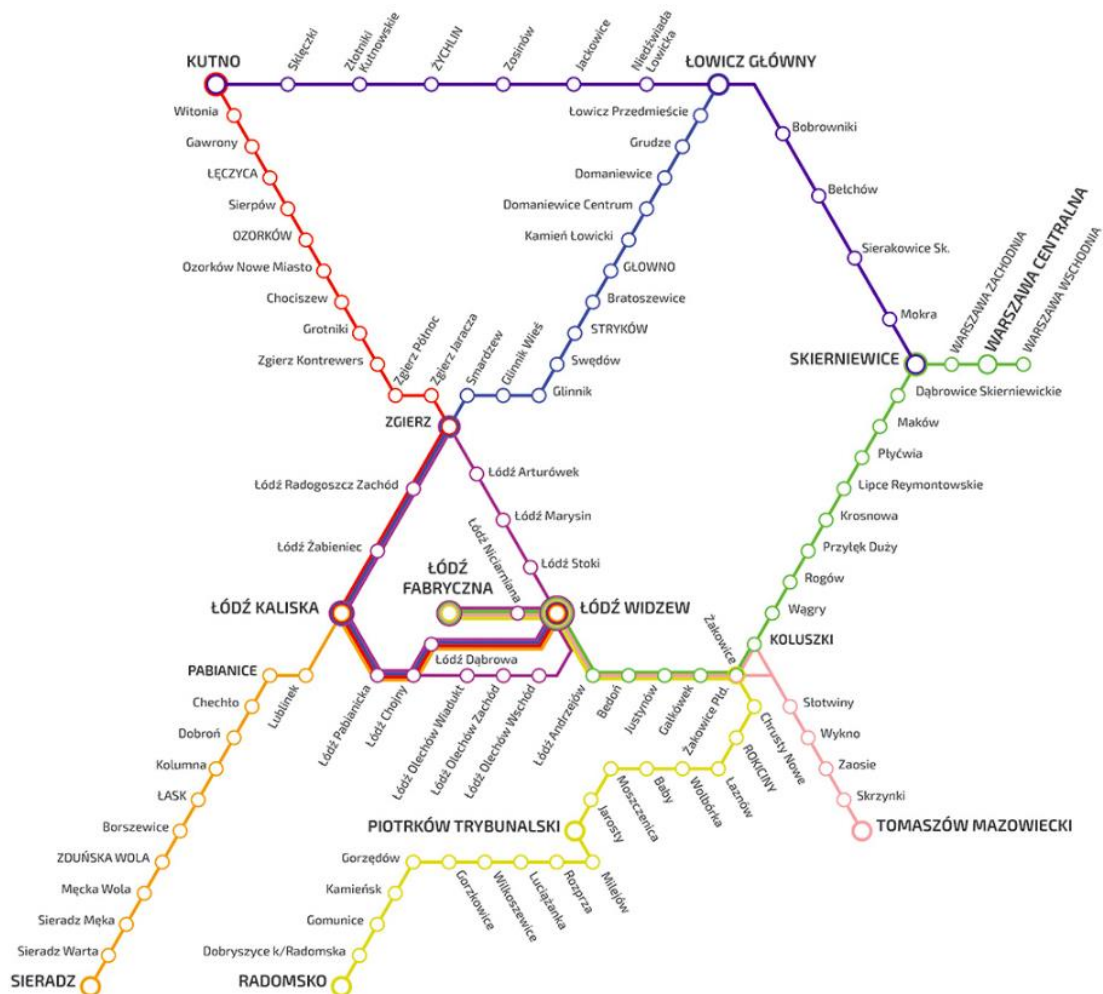 KUTNO
Sklęczki
Złotniki
Kutnowskie
ŻYCHLIN
Zosinów
Jackowice
Niedźwiada
Łowicka
ŁOWICZ GŁÓWNY
Witonia
Gawrony
ŁĘCZYCA
Sierpów
OZORKÓW
Ozorków Nowe Miasto
Chociszew
Grotniki
Zgierz Kontrewers
Zgierz Północ
Zgierz Jaracza
ZGIERZ
Łowicz Przedmieście
Grudze
Domaniewice
Domaniewice Centrum
Kamień Łowicki
GŁOWNO
Bratoszewice
STRYKÓW
Swędów
Glinnik
Glinnik Wieś
Smardzew
Bobrowniki
Bełchów
Sierakowice Sk.
Mokra
SKIERNIEWICE
WARSZAWA ZACHODNIA
WARSZAWA CENTRALNA
WARSZAWA WSCHODNIA
Dąbrowice Skierniewickie
Maków
Płyćwia
Lipce Reymontowskie
Krosnowa
Przyłęk Duży
Rogów
Wągry
KOLUSZKI
Łódź Radogoszcz Zachód
Łódź Żabieniec
ŁÓDŹ KALISKA
Łódź Arturówek
Łódź Marysin
Łódź Stoki
Łódź Niciarniana
ŁÓDŹ
FABRYCZNA
ŁÓDŹ WIDZEW
Łódź Dąbrowa
Łódź Pabianicka
Łódź Chojny
Łódź Olechów Wiadukt
Łódź Olechów Zachód
Łódź Olechów Wschód
Łódź Andrzejów
Bedoń
Justynów
Gałkówek
Żakowice
Żakowice Płd.
Słotwiny
Wykno
Zaosie
Skrzynki
TOMASZÓW MAZOWIECKI
Chrusty Nowe
ROKICINY
Łaznów
Wolbórka
Baby
Moszczenica
Jarosty
PIOTRKÓW TRYBUNALSKI
Milejów
Rozprza
Luciążanka
Wilkoszewice
Gorzkowice
Gorzędów
Kamieńsk
Gomunice
Dobryszyce k/Radomska
RADOMSKO
PABIANICE
Lublinek
Chechło
Dobroń
Kolumna
ŁASK
Borszewice
ZDUŃSKA WOLA
Męcka Wola
Sieradz Męka
Sieradz Warta
SIERADZ